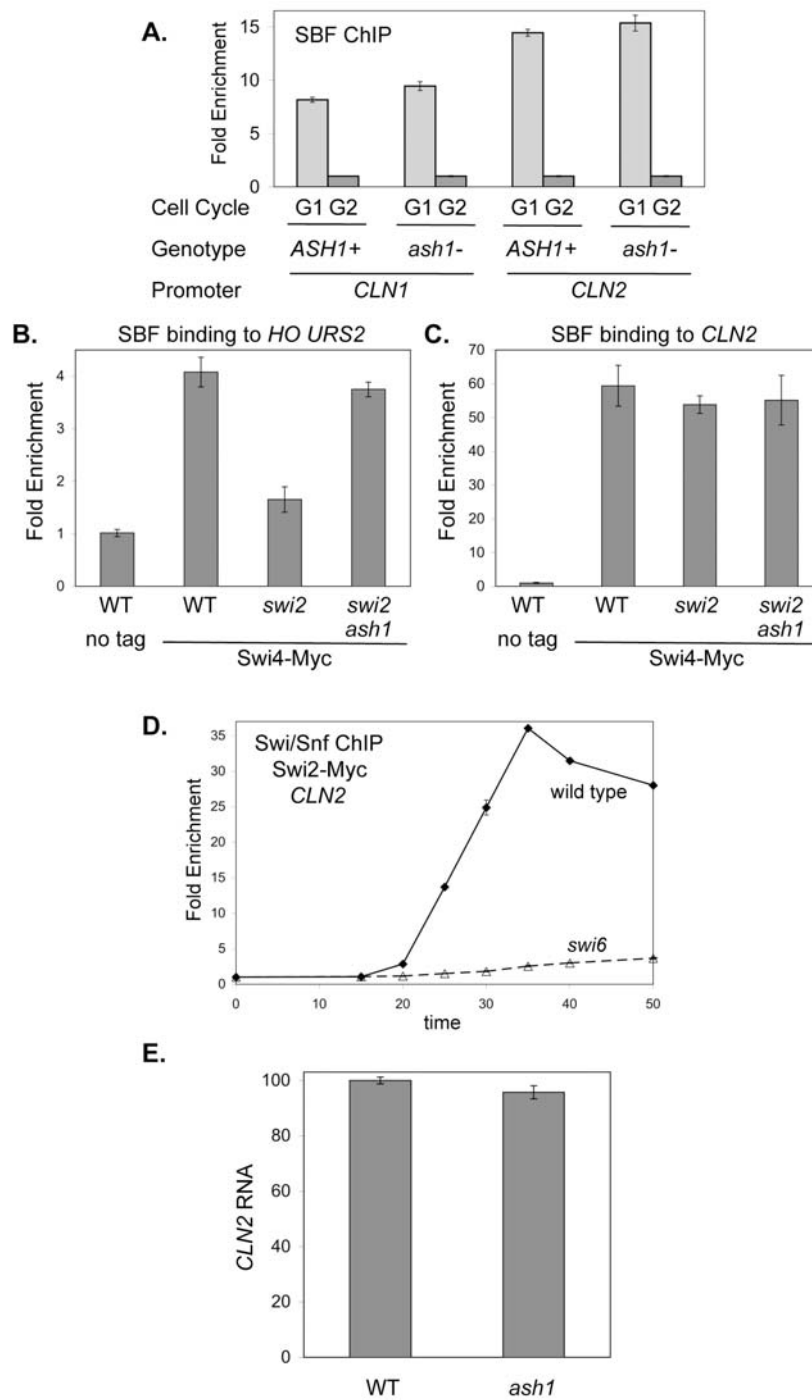 A.
SBF ChIP
Fold Enrichment
15
10
5
0
Cell Cycle G1 G2 G1 G2 G1 G2 G1 G2
Genotype ASH1+ ash1- ASH1+ ash1-
Promoter CLN1 CLN2
B.
SBF binding to HO URS2
Fold Enrichment
4
3
2
1
0
WT WT swi2 swi2
ash1
no tag
Swi4-Myc
C.
SBF binding to CLN2
Fold Enrichment
70
60
50
40
30
20
10
0
WT WT swi2 swi2
ash1
no tag
Swi4-Myc
D.
Swi/Snf ChIP
Swi2-Myc
CLN2
Fold Enrichment
35
30
25
20
15
10
5
0
wild type
swi6
0 10 20 30 40 50
time
E.
CLN2 RNA
100
80
60
40
20
0
WT ash1